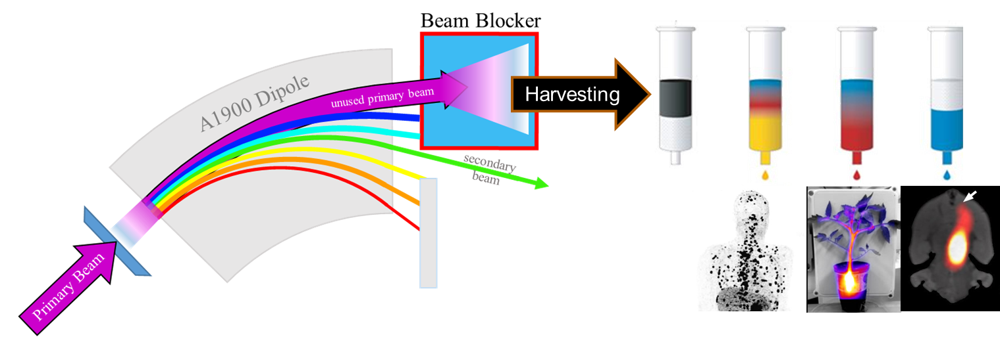 Beam Blocker
A1900 Dipole
unused primary beam
Harvesting
secondary
beam
Primary Beam